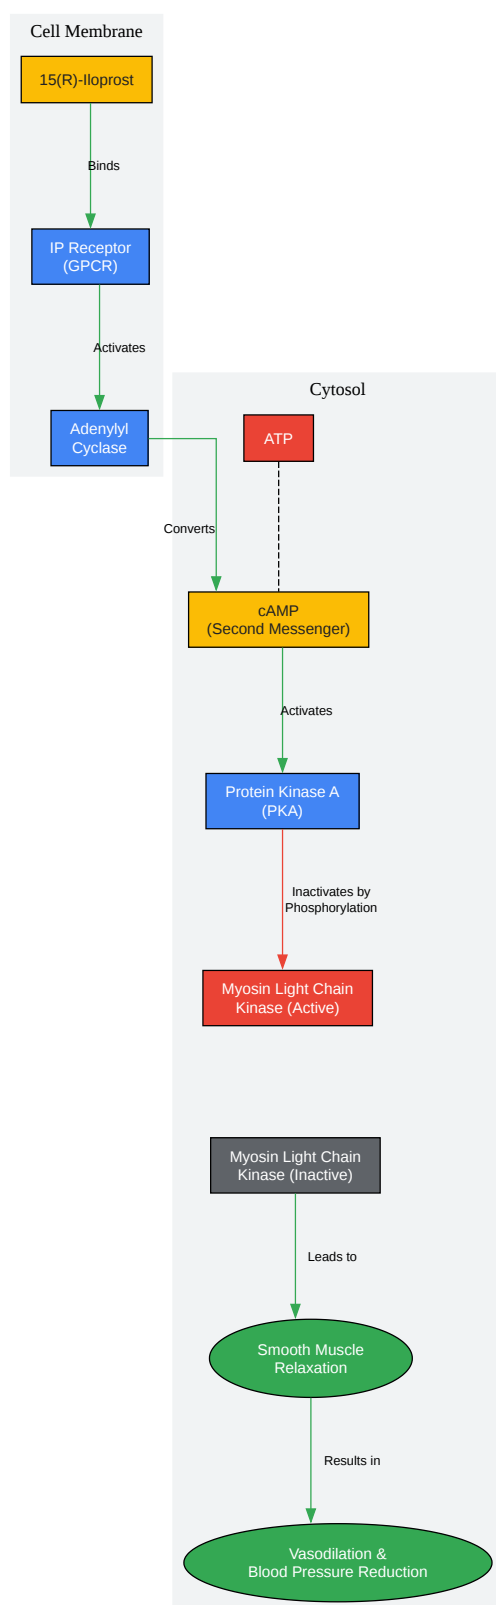 Cell Membrane
15(R)-Iloprost
Binds
IP Receptor
(GPCR)
Activates
Cytosol
Adenylyl
Cyclase
ATP
Converts
cAMP
(Second Messenger)
Activates
Protein Kinase A
(PKA)
Inactivates by
Phosphorylation
Myosin Light Chain
Kinase (Active)
Myosin Light Chain
Kinase (Inactive)
Leads to
Smooth Muscle
Relaxation
Results in
Vasodilation &
Blood Pressure Reduction